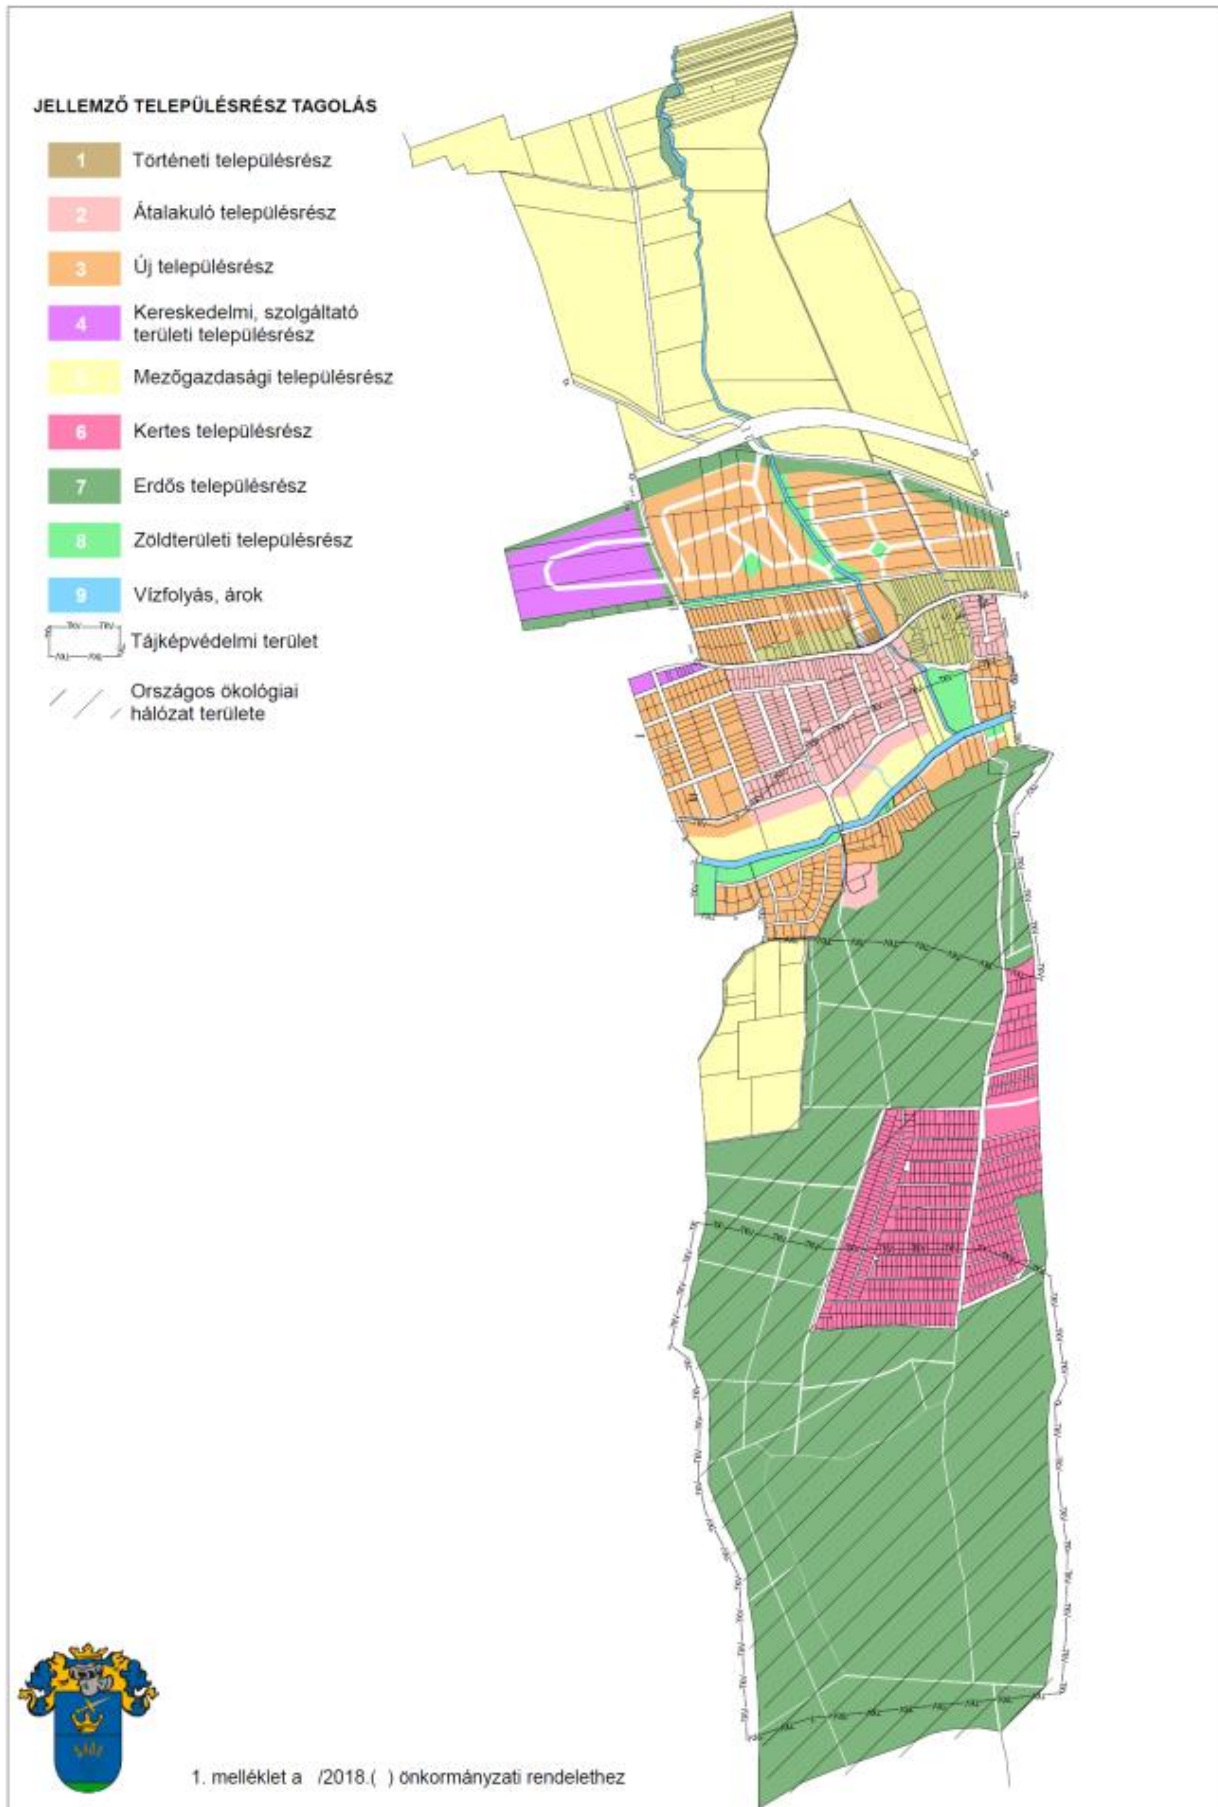 JELLEMZŐ TELEPÜLÉSRÉSZ TAGOLÁS
1 Történeti településrész
2 Átalakuló településrész
3 Új településrész
4 Kereskedelmi, szolgáltató
területi településrész
Mezőgazdasági településrész
6 Kertes településrész
7 Erdős településrész
8 Zöldterületi településrész
9 Vízfolyás, árok
TKV TKV
Tájképvédelmi terület
Országos ökológiai
hálózat területe
1. melléklet a /2018.( ) önkormányzati rendelethez